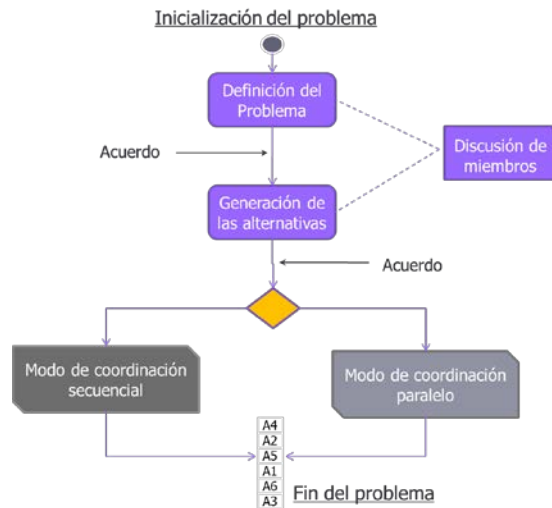 Inicialización del problema
Definición del
Problema
Acuerdo
Discusión de
miembros
Generación de
las alternativas
Acuerdo
Modo de coordinación
secuencial
Modo de coordinación
paralelo
A4
A2
A5
A1
A6
A3
Fin del problema